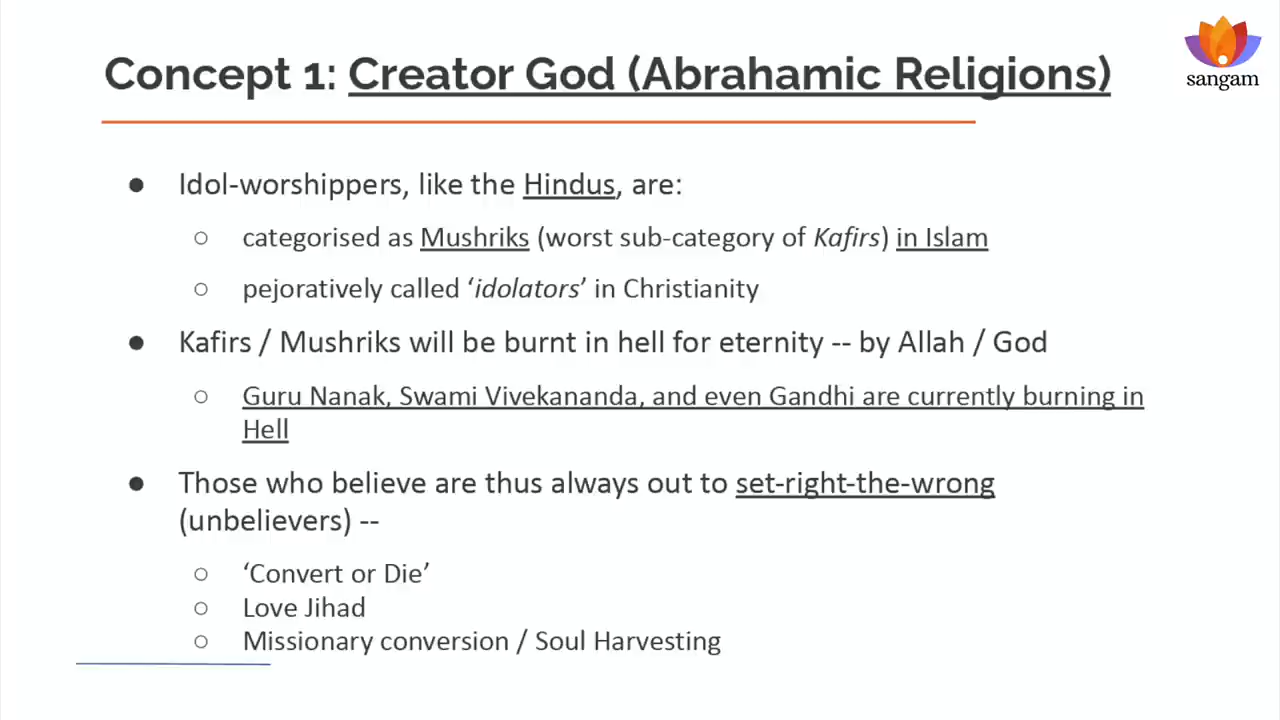 Concept 1: Creator God (Abrahamic Religions)
sangam
● Idol-worshippers, like the Hindus, are:
○ categorised as Mushriks (worst sub-category of Kafirs) in Islam
○ pejoratively called ‘idolators’ in Christianity
● Kafirs / Mushriks will be burnt in hell for eternity -- by Allah / God
○ Guru Nanak, Swami Vivekananda, and even Gandhi are currently burning in
Hell
● Those who believe are thus always out to set-right-the-wrong
(unbelievers) --
○ ‘Convert or Die’
○ Love Jihad
○ Missionary conversion / Soul Harvesting